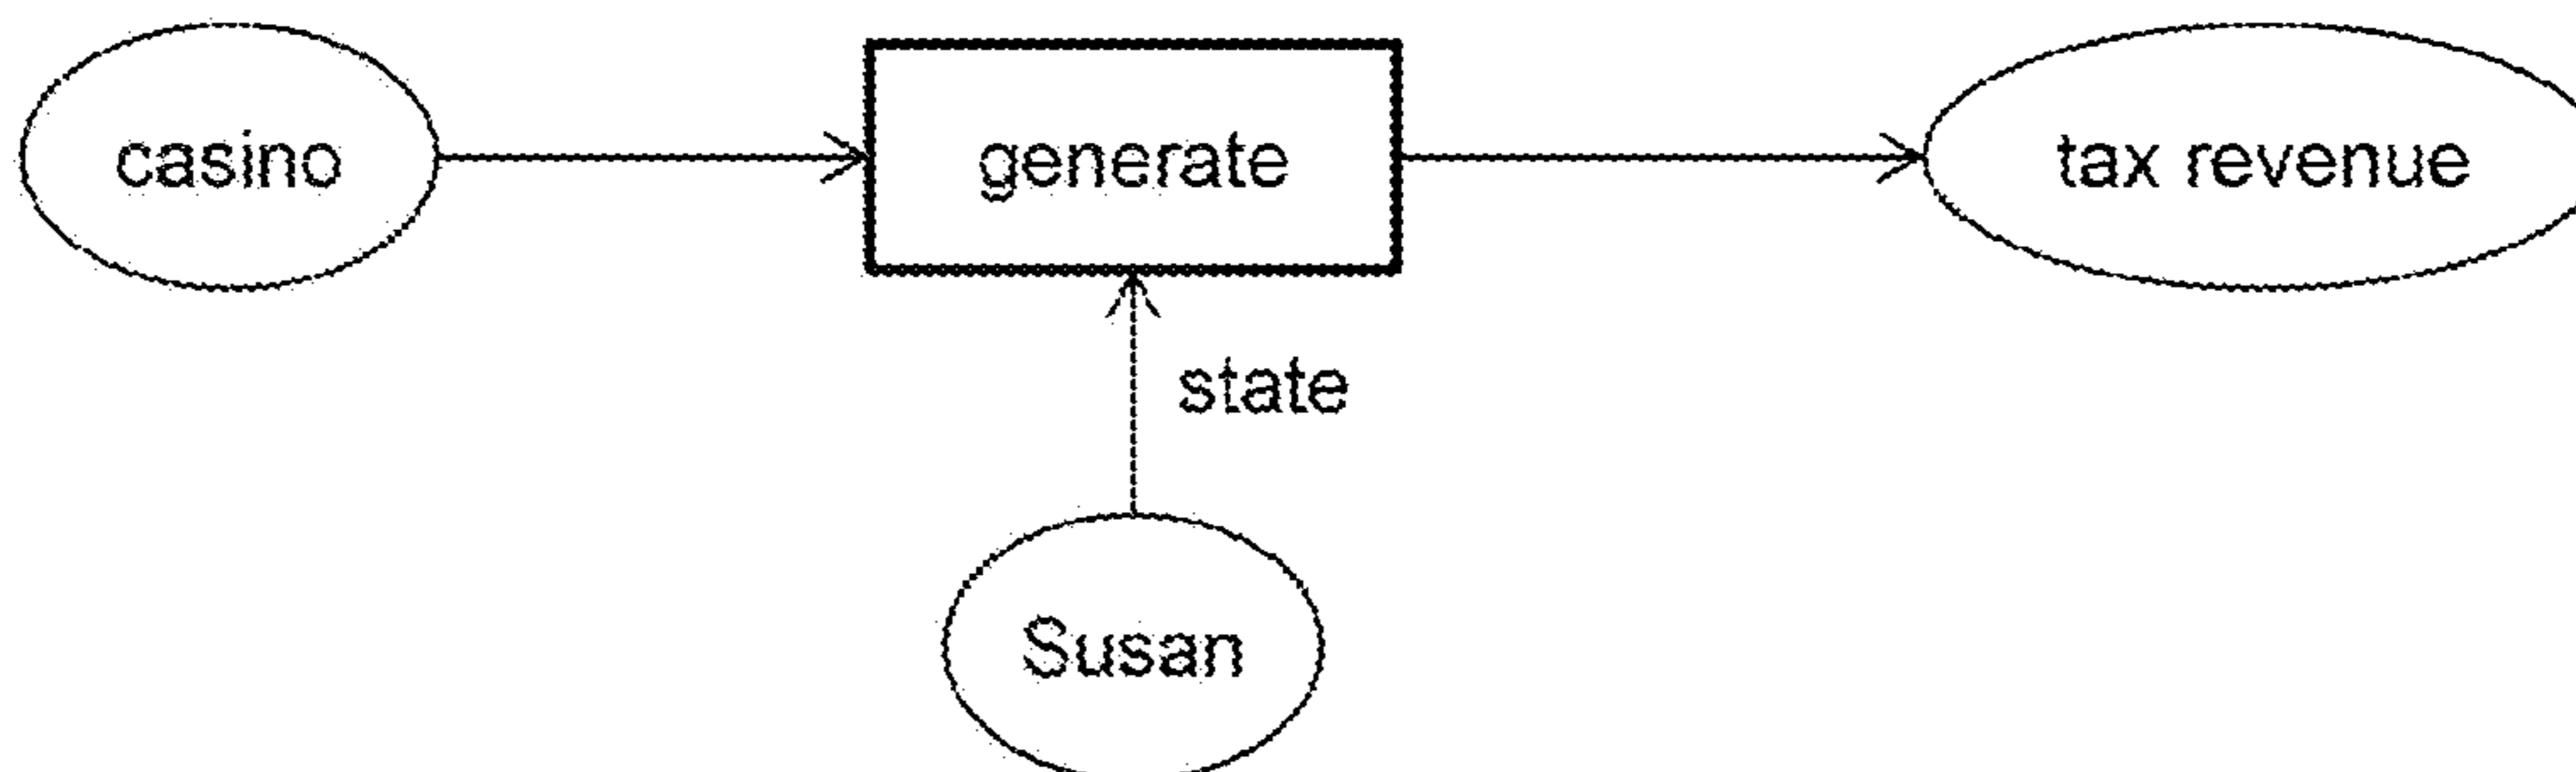 casino
generate
tax revenue
state
Susan